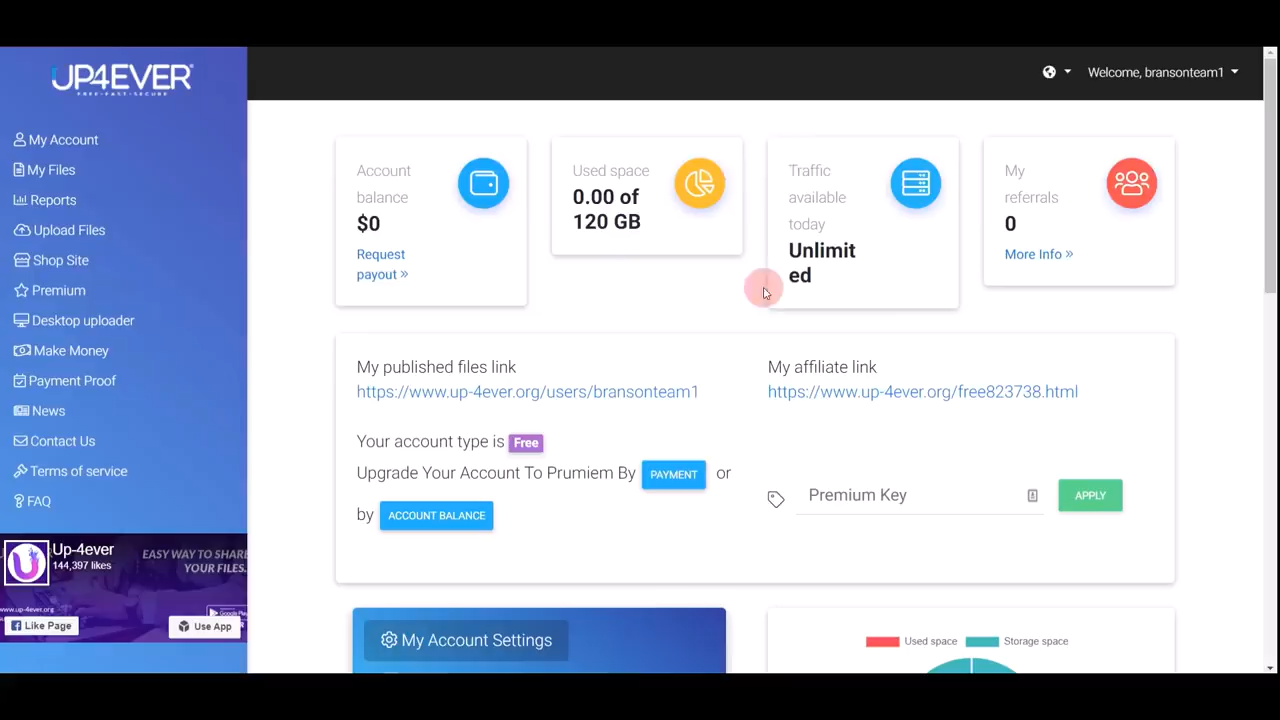 UP4EVER
FREE-FAST-SECURE
Welcome, bransonteam1
My Account
My Files
Reports
Upload Files
Shop Site
Premium
Desktop uploader
Make Money
Payment Proof
News
Contact Us
Terms of service
FAQ
Up-4ever
144,397 likes
EASY WAY TO SHARE
YOUR FILES.
www.up-4ever.org
Like Page
Use App
Account
balance
$0
Request
payout »
Used space
0.00 of
120 GB
Traffic
available
today
Unlimit
ed
My
referrals
0
More Info »
My published files link
https://www.up-4ever.org/users/bransonteam1
My affiliate link
https://www.up-4ever.org/free823738.html
Your account type is Free
Upgrade Your Account To Prumiem By PAYMENT or
by ACCOUNT BALANCE
Premium Key
APPLY
My Account Settings
Used space
Storage space